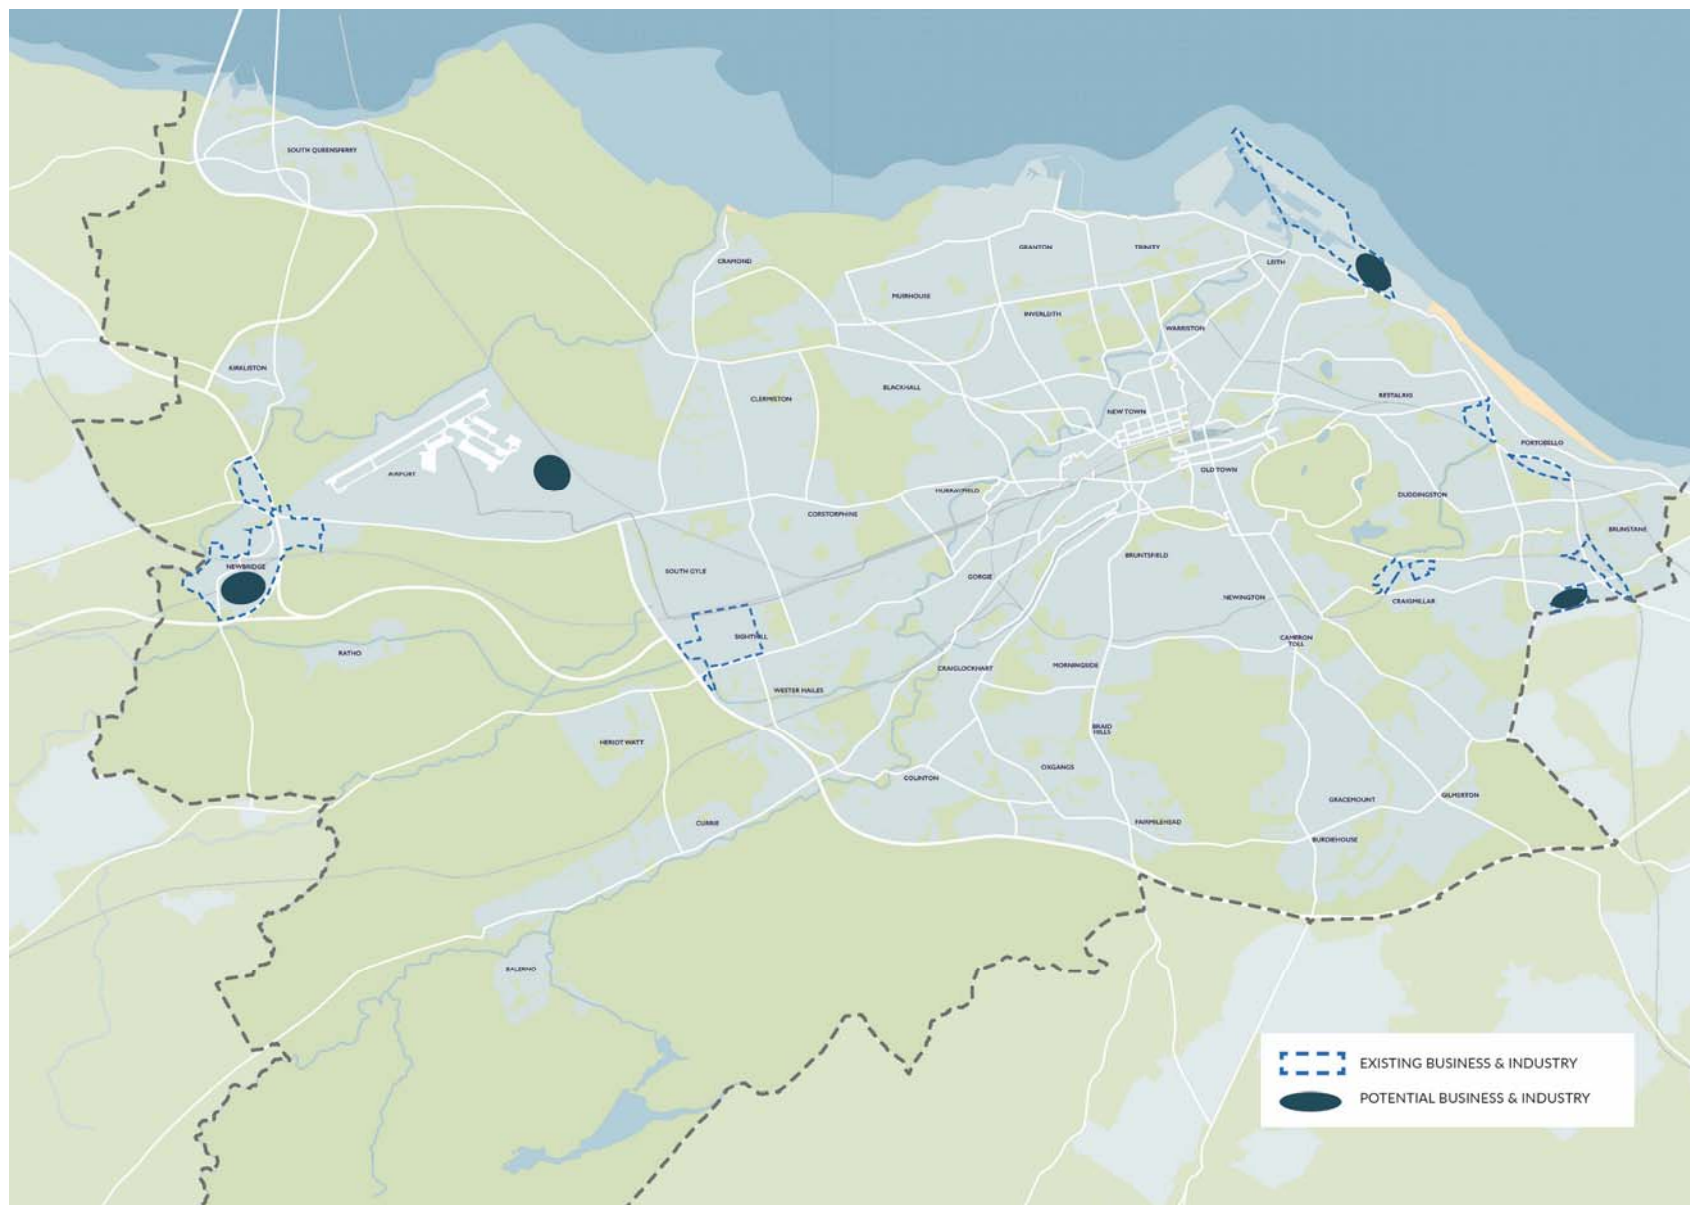 SOUTH QUEENSFERRY
GRANTON
TRINITY
CRAMOND
LEITH
MUIRHOUSE
INVERLEITH
WARRISTON
KIRKLISTON
BLACKHALL
CLERMISTON
RESTALRIG
NEW TOWN
PORTOBELLO
OLD TOWN
AIRPORT
MURRAYFIELD
DUDDINGSTON
CORSTORPHINE
BRUNSTANE
BRUNTSFIELD
NEWBRIDGE
SOUTH GYLE
GORGIE
NEWINGTON
CRAIGMILLAR
SIGHTHILL
CAMERON
TOLL
RATHO
CRAIGLOCKHART
MORNINGSIDE
WESTER HAILES
BRAID
HILLS
HERIOT WATT
OXGANGS
COLINTON
GILMERTON
GRACEMOUNT
CURRIE
FAIRMILEHEAD
BURDIEHOUSE
BALERNO
EXISTING BUSINESS & INDUSTRY
POTENTIAL BUSINESS & INDUSTRY